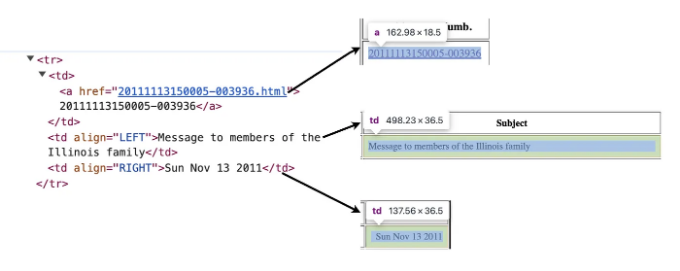 <tr>
<td>
<a href="20111113150005-003936.html">
20111113150005-003936</a>
</td>
<td align="LEFT">Message to members of the
Illinois family</td>
<td align="RIGHT">Sun Nov 13 2011</td>
</tr>
a 162.98 × 18.5
umb.
20111113150005-003936
td 498.23 × 36.5
Subject
Message to members of the Illinois family
td 137.56 × 36.5
Sun Nov 13 2011